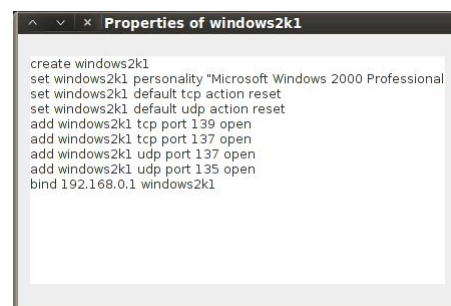 Properties of windows2k1
create windows2k1
set windows2k1 personality "Microsoft Windows 2000 Professional
set windows2k1 default tcp action reset
set windows2k1 default udp action reset
add windows2k1 tcp port 139 open
add windows2k1 tcp port 137 open
add windows2k1 udp port 137 open
add windows2k1 udp port 135 open
bind 192.168.0.1 windows2k1